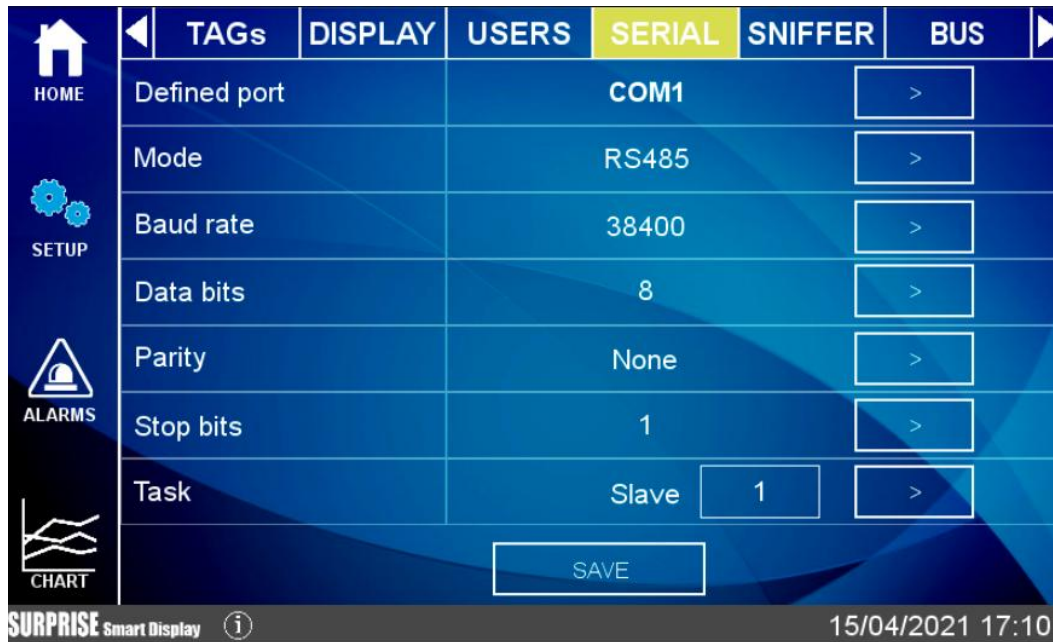 TAGs DISPLAY USERS SERIAL SNIFFER BUS
HOME
Defined port COM1 >
Mode RS485 >
SETUP
Baud rate 38400 >
Data bits 8 >
Parity None >
ALARMS
Stop bits 1 >
Task Slave 1 >
CHART
SAVE
SURPRISE Smart Display i 15/04/2021 17:10